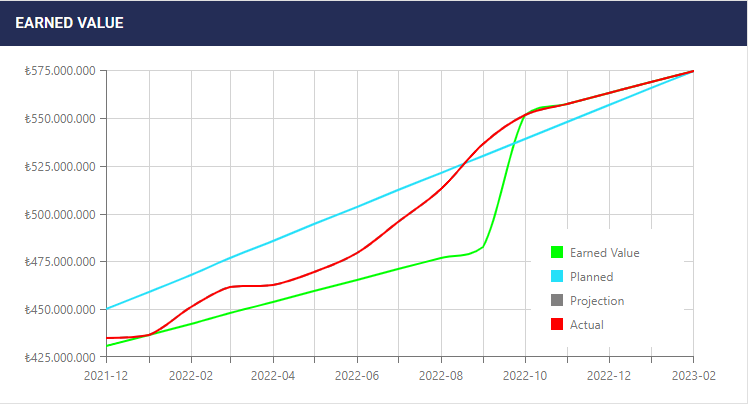 EARNED VALUE
₺575.000.000
₺550.000.000
₺525.000.000
₺500.000.000
₺475.000.000
₺450.000.000
₺425.000.000
2021-12 2022-02 2022-04 2022-06 2022-08 2022-10 2022-12 2023-02
Earned Value
Planned
Projection
Actual